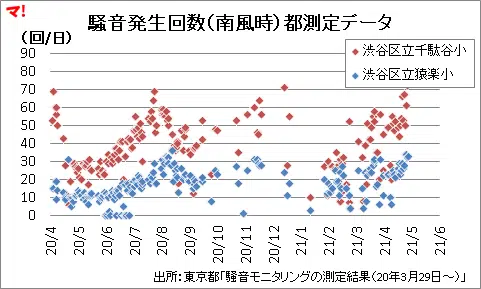 マ!
騒音発生回数(南風時)都測定データ
(回/日)
渋谷区立千駄谷小
渋谷区立猿楽小
90
80
70
60
50
40
30
20
10
0
20/4 20/5 20/6 20/7 20/8 20/9 20/10 20/11 20/12 21/1 21/2 21/3 21/4 21/5 21/6
出所:東京都「騒音モニタリングの測定結果(20年3月29日～)」